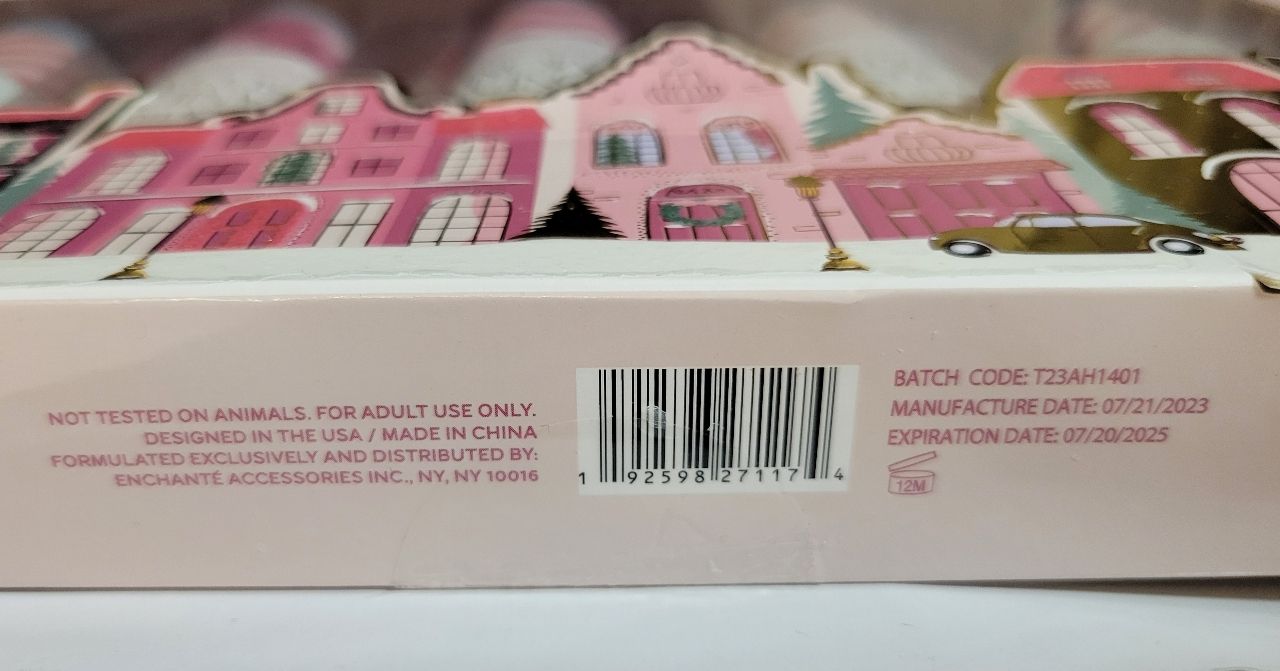 NOT TESTED ON ANIMALS. FOR ADULT USE ONLY.
DESIGNED IN THE USA / MADE IN CHINA
FORMULATED EXCLUSIVELY AND DISTRIBUTED BY:
ENCHANTÉ ACCESSORIES INC., NY, NY 10016
1 92598 27117 4
BATCH CODE: T23AH1401
MANUFACTURE DATE: 07/21/2023
EXPIRATION DATE: 07/20/2025
12M